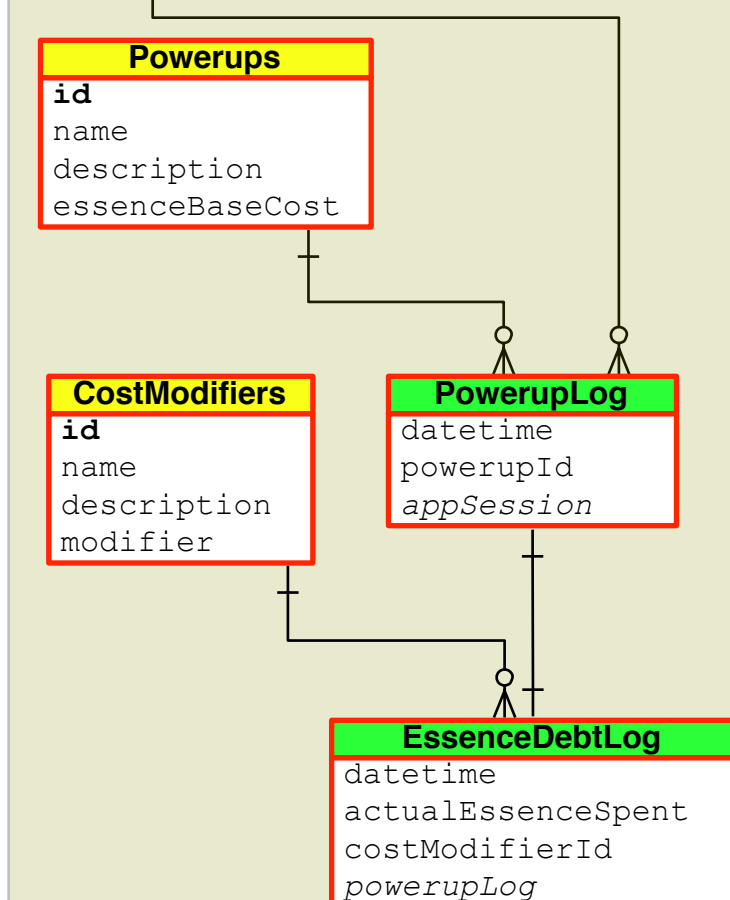 Powerups
id
name
description
essenceBaseCost
CostModifiers
id
name
description
modifier
PowerupLog
datetime
powerupId
appSession
EssenceDebtLog
datetime
actualEssenceSpent
costModifierId
powerupLog